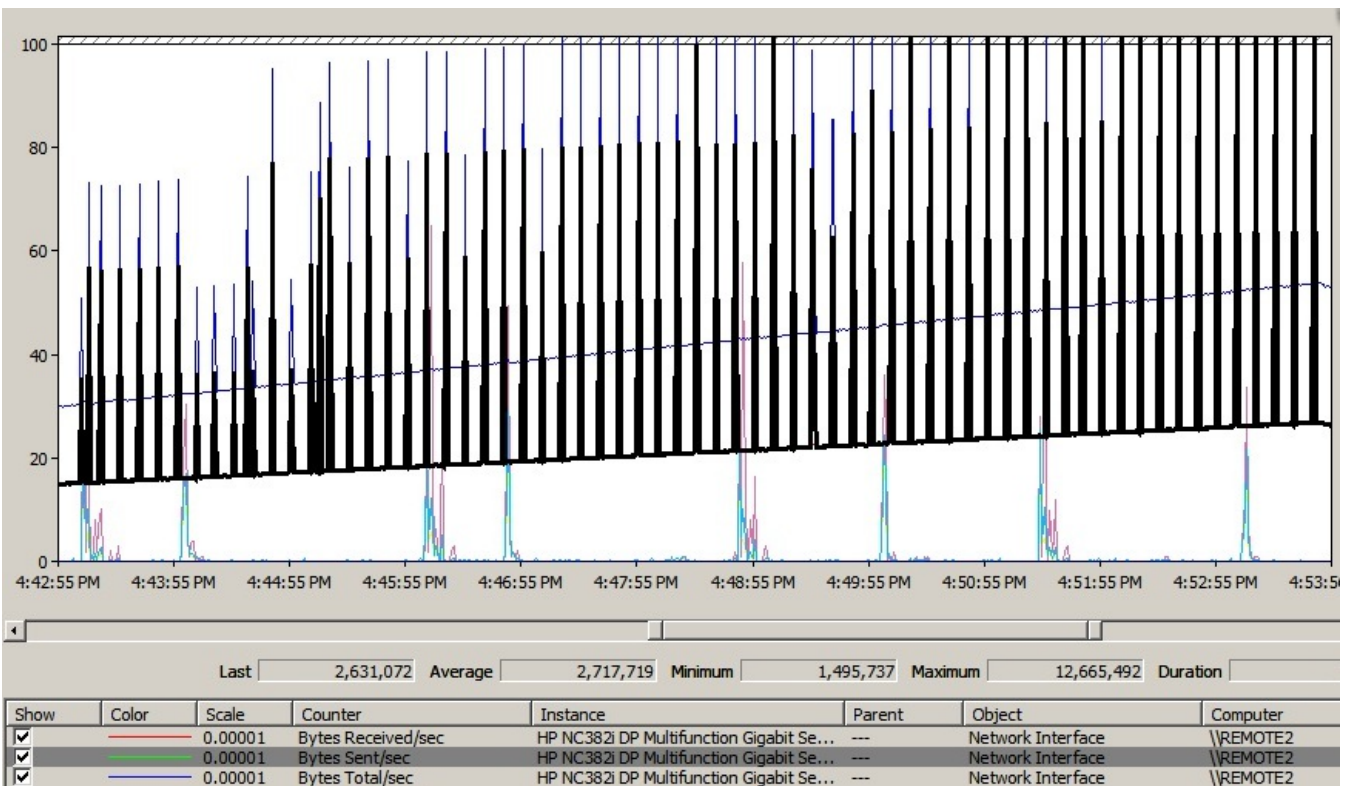 100
80
60
40
20
0
4:42:55 PM 4:43:55 PM 4:44:55 PM 4:45:55 PM 4:46:55 PM 4:47:55 PM 4:48:55 PM 4:49:55 PM 4:50:55 PM 4:51:55 PM 4:52:55 PM 4:53:5
Last 2,631,072 Average 2,717,719 Minimum 1,495,737 Maximum 12,665,492 Duration
Show Color Scale Counter Instance Parent Object Computer
0.00001 Bytes Received/sec HP NC382i DP Multifunction Gigabit Se... --- Network Interface \\REMOTE2
0.00001 Bytes Sent/sec HP NC382i DP Multifunction Gigabit Se... --- Network Interface \\REMOTE2
0.00001 Bytes Total/sec HP NC382i DP Multifunction Gigabit Se... --- Network Interface \\REMOTE2